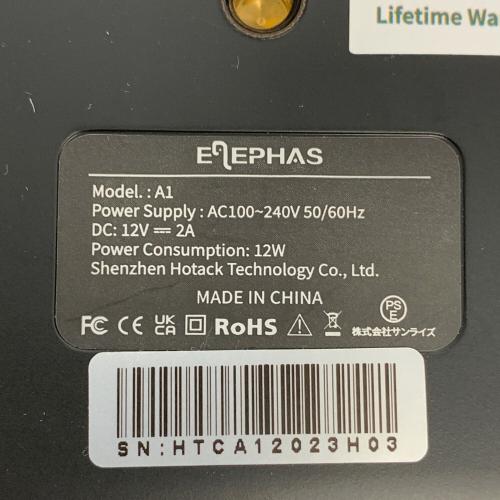 Lifetime Wa
ELEPHAS
Model. : A1
Power Supply : AC100~240V 50/60Hz
DC: 12V ⎓ 2A
Power Consumption: 12W
Shenzhen Hotack Technology Co., Ltd.
MADE IN CHINA
FC CE UK CA RoHS
PS E
株式会社サンライズ
SN:HTCA12023H03